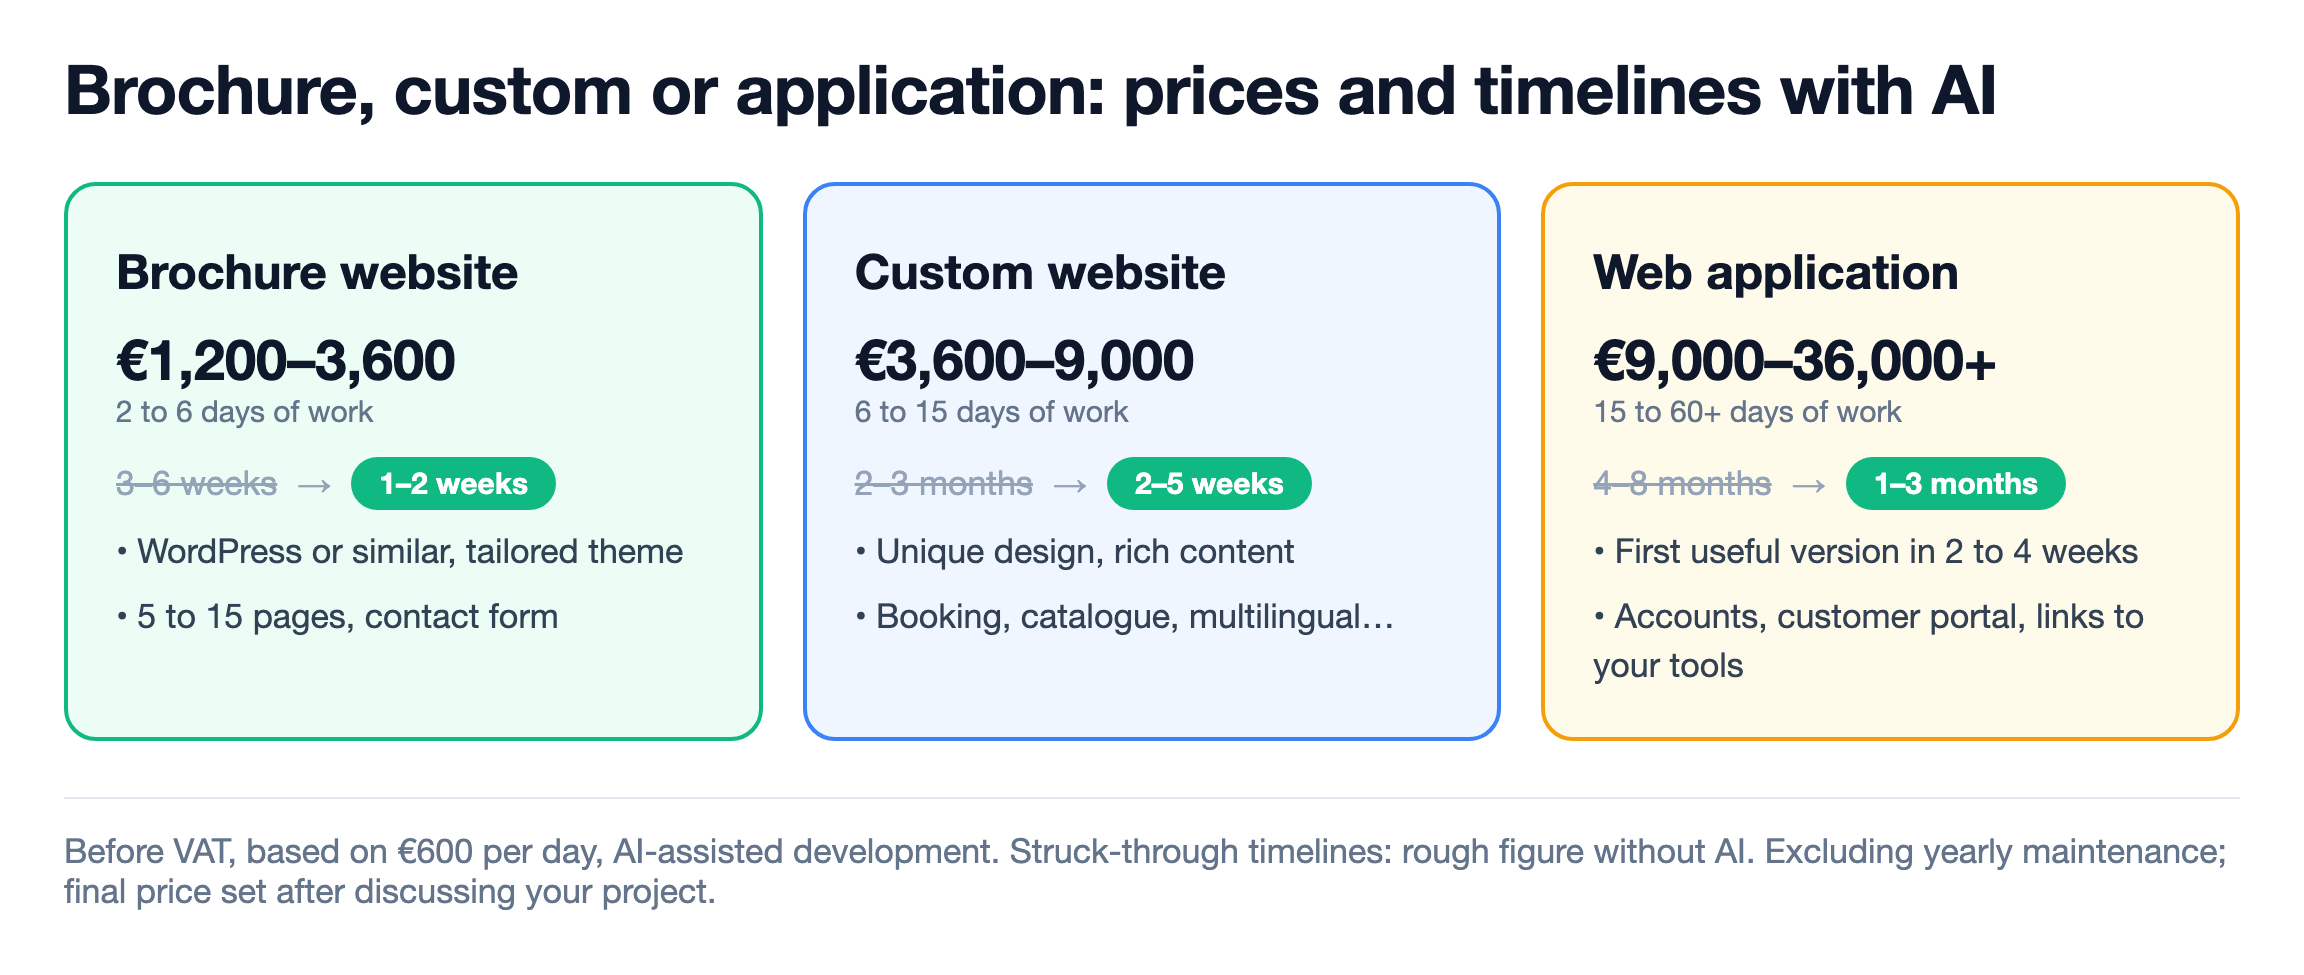 Brochure, custom or application: prices and timelines with AI
Brochure website
€1,200–3,600
2 to 6 days of work
3–6 weeks → 1–2 weeks
• WordPress or similar, tailored theme
• 5 to 15 pages, contact form
Custom website
€3,600–9,000
6 to 15 days of work
2–3 months → 2–5 weeks
• Unique design, rich content
• Booking, catalogue, multilingual…
Web application
€9,000–36,000+
15 to 60+ days of work
4–8 months → 1–3 months
• First useful version in 2 to 4 weeks
• Accounts, customer portal, links to
your tools
Before VAT, based on €600 per day, AI-assisted development. Struck-through timelines: rough figure without AI. Excluding yearly maintenance;
final price set after discussing your project.